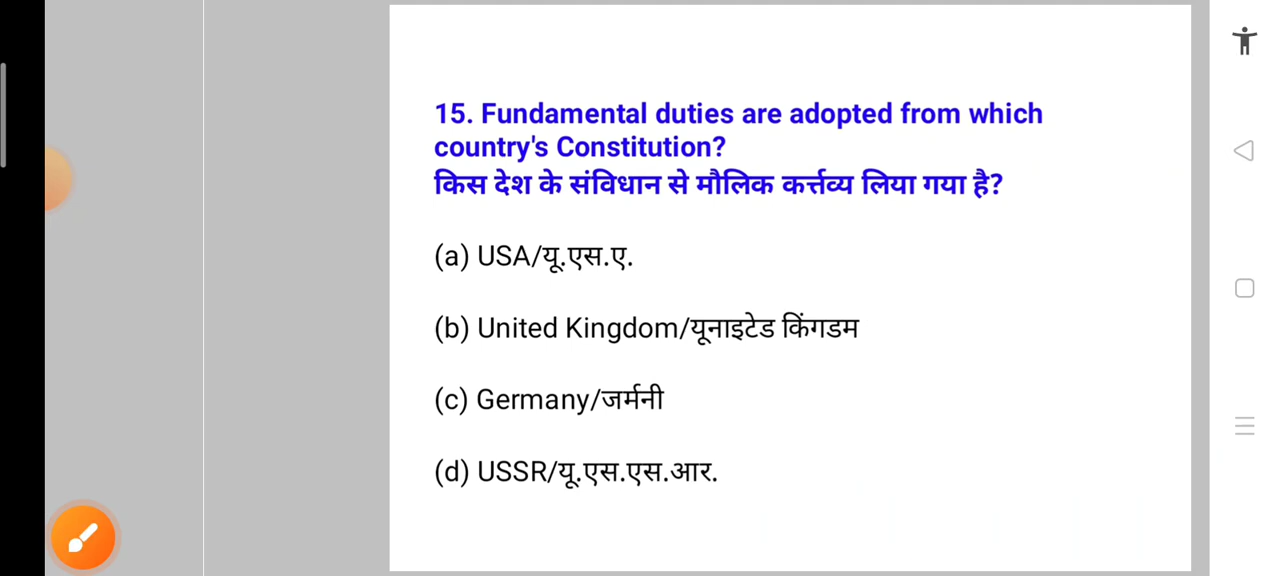 15. Fundamental duties are adopted from which
country's Constitution?
किस देश के संविधान से मौलिक कर्त्तव्य लिया गया है?
(a) USA/यू.एस.ए.
(b) United Kingdom/यूनाइटेड किंगडम
(c) Germany/जर्मनी
(d) USSR/यू.एस.एस.आर.